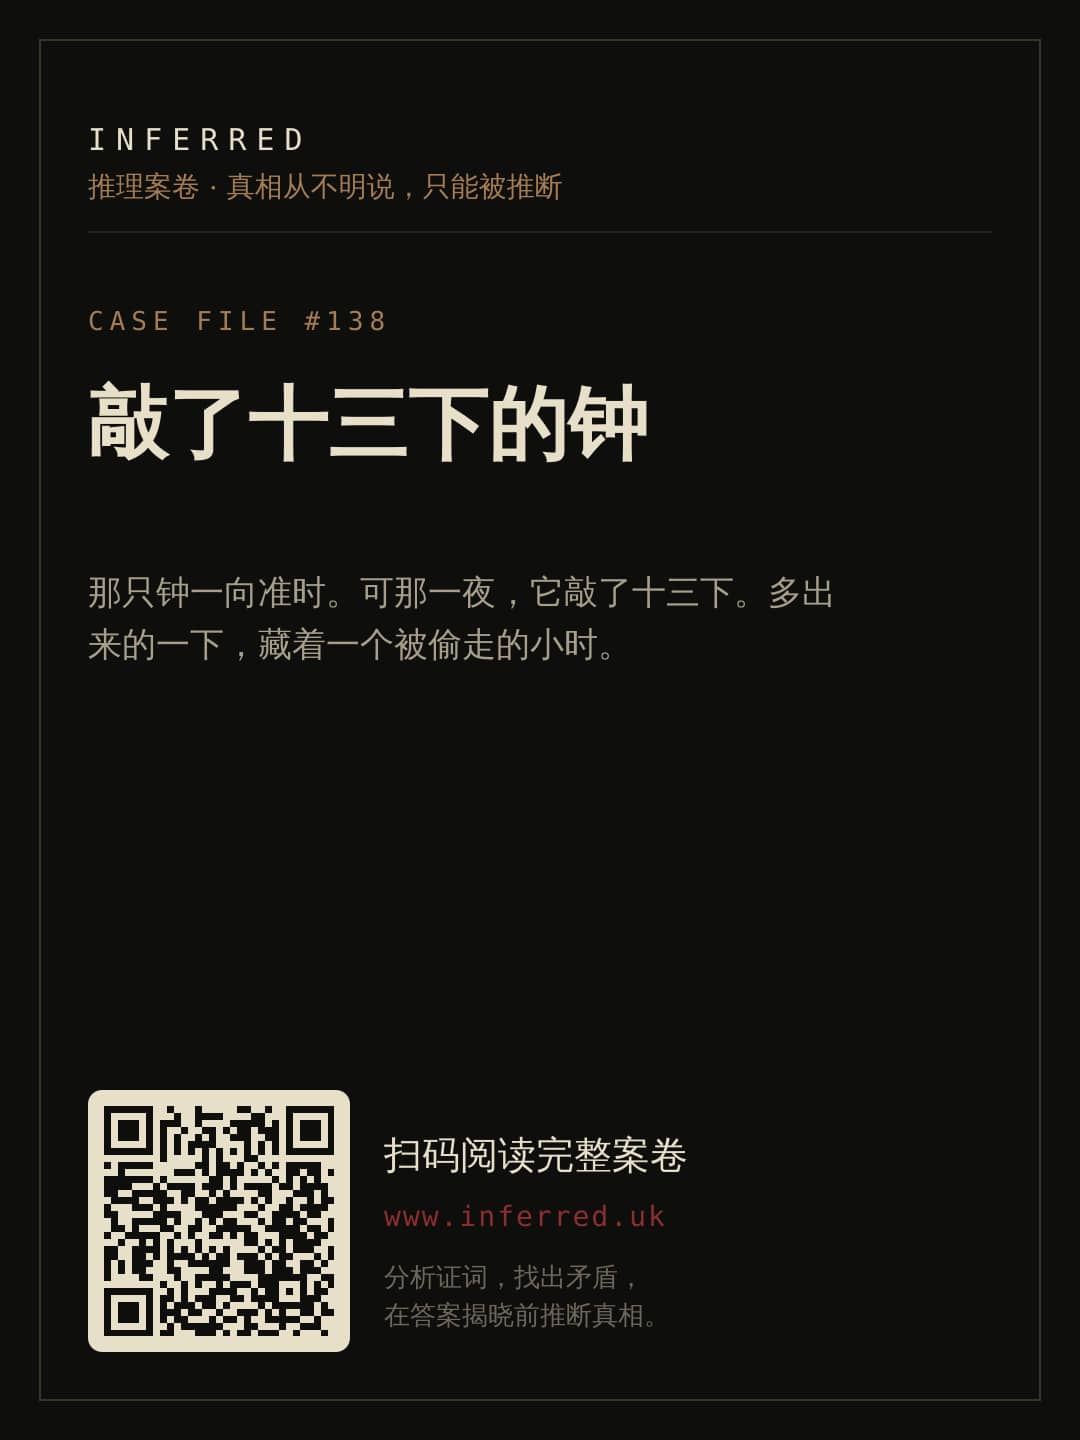 INFERRED
推理案卷 · 真相从不明说，只能被推断
CASE FILE #138
敲了十三下的钟
那只钟一向准时。可那一夜，它敲了十三下。多出
来的一下，藏着一个被偷走的小时。
扫码阅读完整案卷
www.inferred.uk
分析证词，找出矛盾，
在答案揭晓前推断真相。